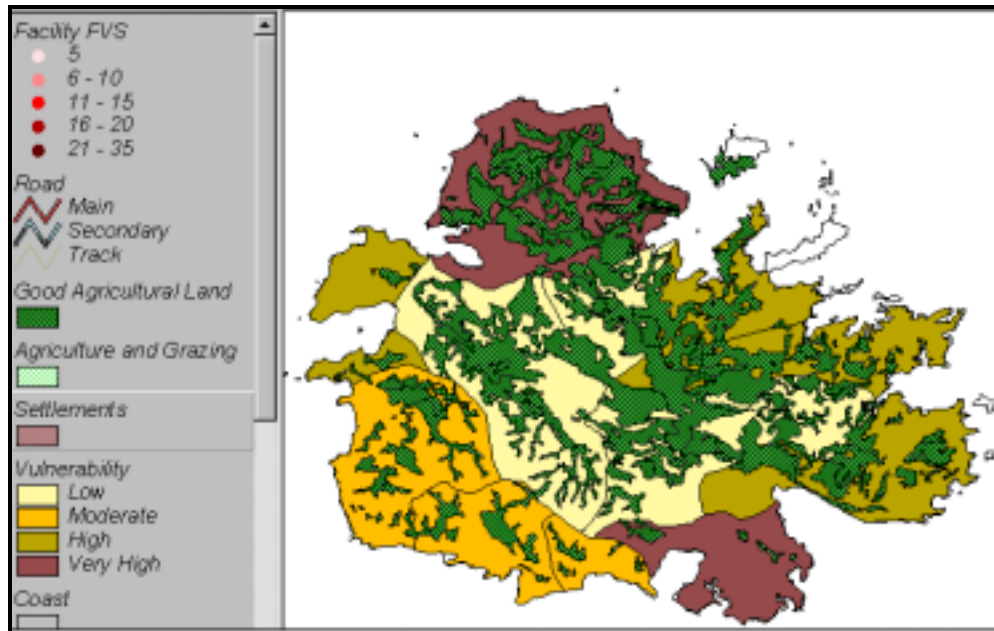 Facility FVS
5
6 - 10
11 - 15
16 - 20
21 - 35
Road
Main
Secondary
Track
Good Agricultural Land
Agriculture and Grazing
Settlements
Vulnerability
Low
Moderate
High
Very High
Coast